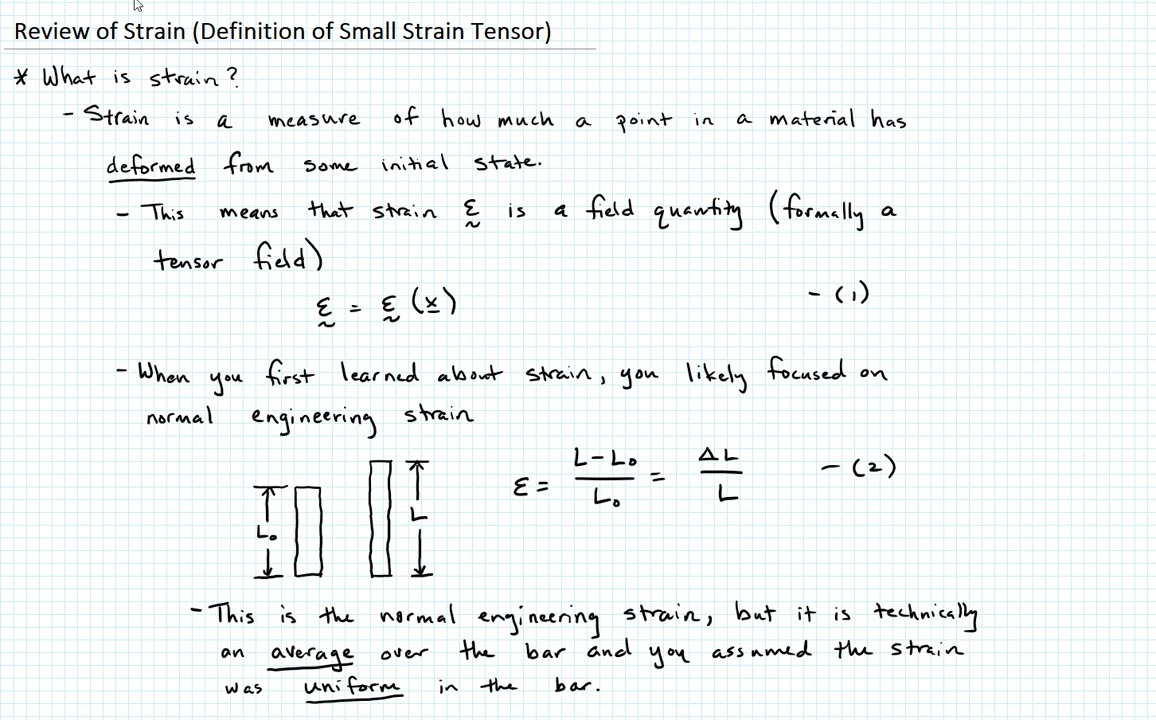 Review of Strain (Definition of Small Strain Tensor)
* What is strain?
- Strain is a measure of how much a point in a material has
deformed from some initial state.
- This means that strain ε̰ is a field quantity (formally a
tensor field)
ε̰ = ε̰ (x̲) - (1)
- When you first learned about strain, you likely focused on
normal engineering strain
ε = (L - L₀)/L₀ = ΔL/L - (2)
L₀ L
- This is the normal engineering strain, but it is technically
an average over the bar and you assumed the strain
was uniform in the bar.